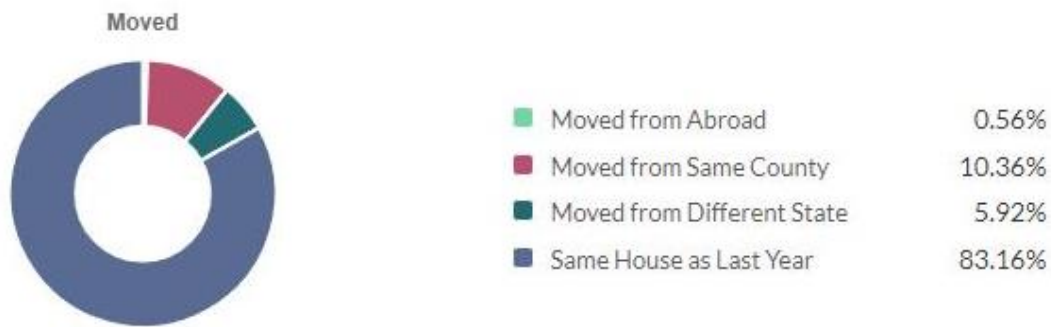 Moved
Moved from Abroad 0.56%
Moved from Same County 10.36%
Moved from Different State 5.92%
Same House as Last Year 83.16%